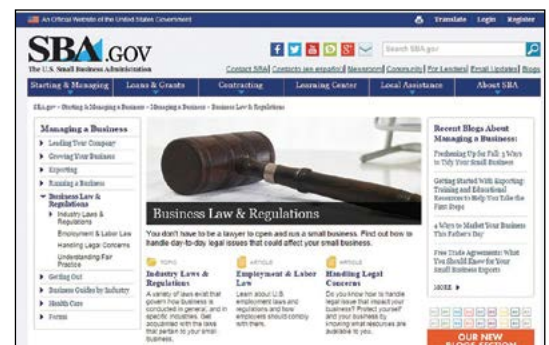 An Official Website of the United States Government
Translate Login Register
SBA.GOV
The U.S. Small Business Administration
Search SBA.gov
Contact SBA Contacto (en español) Newsroom Community For Lenders Email Updates Blogs
Starting & Managing Loans & Grants Contracting Learning Center Local Assistance About SBA
SBA.gov » Starting & Managing a Business » Managing a Business » Business Law & Regulations
Managing a Business
Leading Your Company
Growing Your Business
Exporting
Running a Business
Business Law &
Regulations
Industry Laws &
Regulations
Employment & Labor Law
Handling Legal Concerns
Understanding Fair
Practice
Getting Out
Business Guides by Industry
Health Care
Forms
Business Law & Regulations
You don't have to be a lawyer to open and run a small business. Find out how to
handle day-to-day legal issues that could affect your small business.
TOPIC
Industry Laws &
Regulations
A variety of laws exist that
govern how business is
conducted in general, and in
specific industries. Get
acquainted with the laws
that pertain to your small
business.
ARTICLE
Employment & Labor
Law
Learn about U.S.
employment laws and
regulations and how
employers should comply
with them.
ARTICLE
Handling Legal
Concerns
Do you know how to handle
legal issues that impact your
business? Protect yourself
and your business by
knowing what resources are
available to you.
Recent Blogs About
Managing a Business:
Freshening Up for Fall: 3 Ways
to Tidy Your Small Business
Getting Started With Exporting:
Training and Educational
Resources to Help You Take the
First Steps
4 Ways to Market Your Business
This Father's Day
Free Trade Agreements: What
You Should Know for Your
Small Business Exports
MORE
OUR NEW
BLOGS SECTION